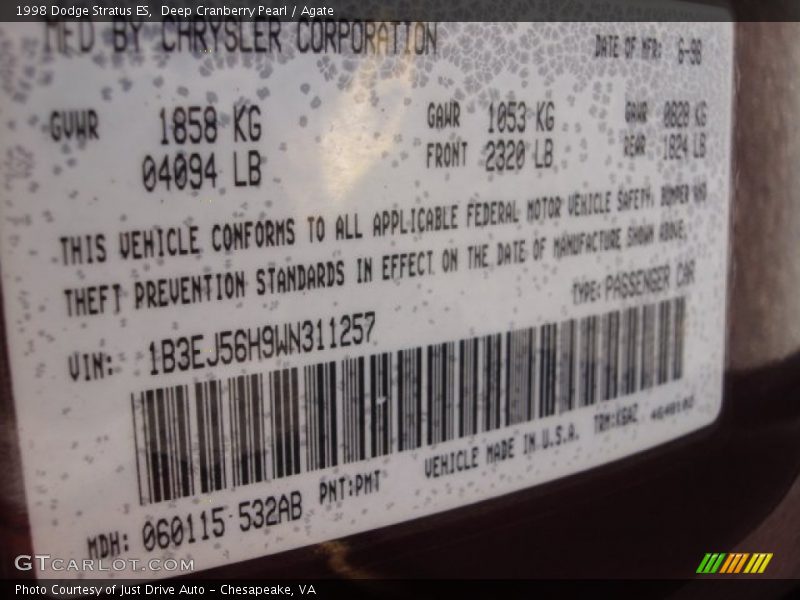 1998 Dodge Stratus ES, Deep Cranberry Pearl / Agate
MFD BY CHRYSLER CORPORATION DATE OF MFR: 6-98
GVWR 1858 KG GAWR 1053 KG GAWR 0828 KG
04094 LB FRONT 2320 LB REAR 1824 LB
THIS VEHICLE CONFORMS TO ALL APPLICABLE FEDERAL MOTOR VEHICLE SAFETY, BUMPER AND
THEFT PREVENTION STANDARDS IN EFFECT ON THE DATE OF MANUFACTURE SHOWN ABOVE.
TYPE: PASSENGER CAR
VIN: 1B3EJ56H9WN311257
VEHICLE MADE IN U.S.A.
MDH: 060115 532AB PNT:PMT
GTCARLOT.COM
Photo Courtesy of Just Drive Auto - Chesapeake, VA